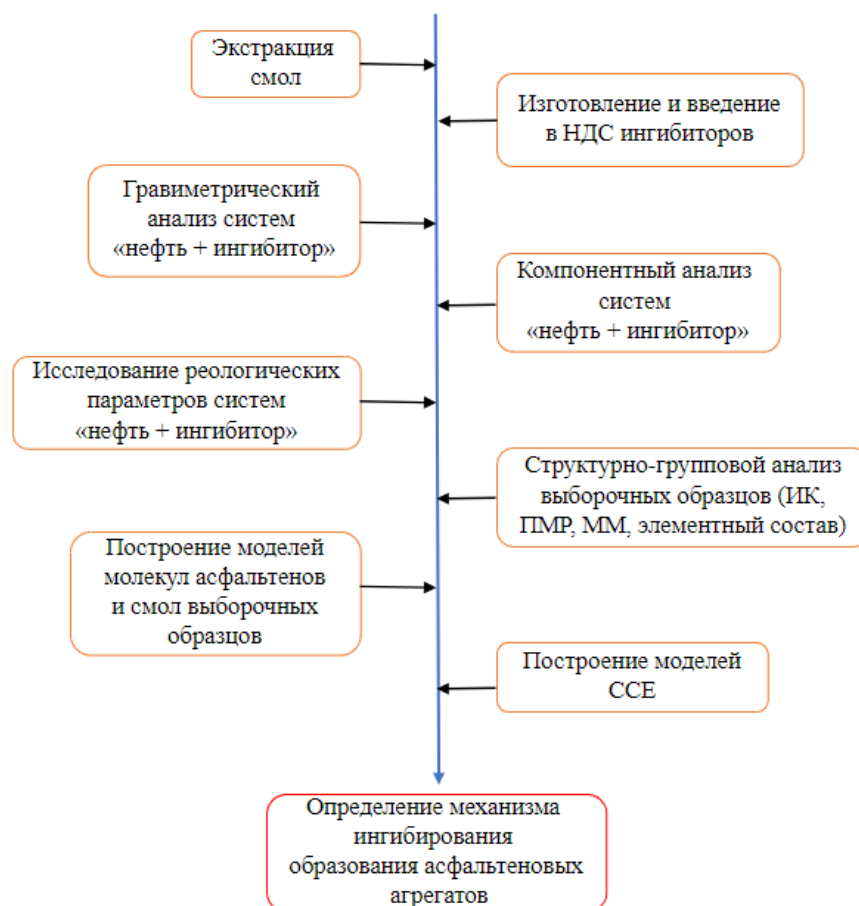 Экстракция
смол
Изготовление и введение
в НДС ингибиторов
Гравиметрический
анализ систем
«нефть + ингибитор»
Компонентный анализ
систем
«нефть + ингибитор»
Исследование реологических
параметров систем
«нефть + ингибитор»
Структурно-групповой анализ
выборочных образцов (ИК,
ПМР, ММ, элементный состав)
Построение моделей
молекул асфальтенов
и смол выборочных
образцов
Построение моделей
ССЕ
Определение механизма
ингибирования
образования асфальтеновых
агрегатов